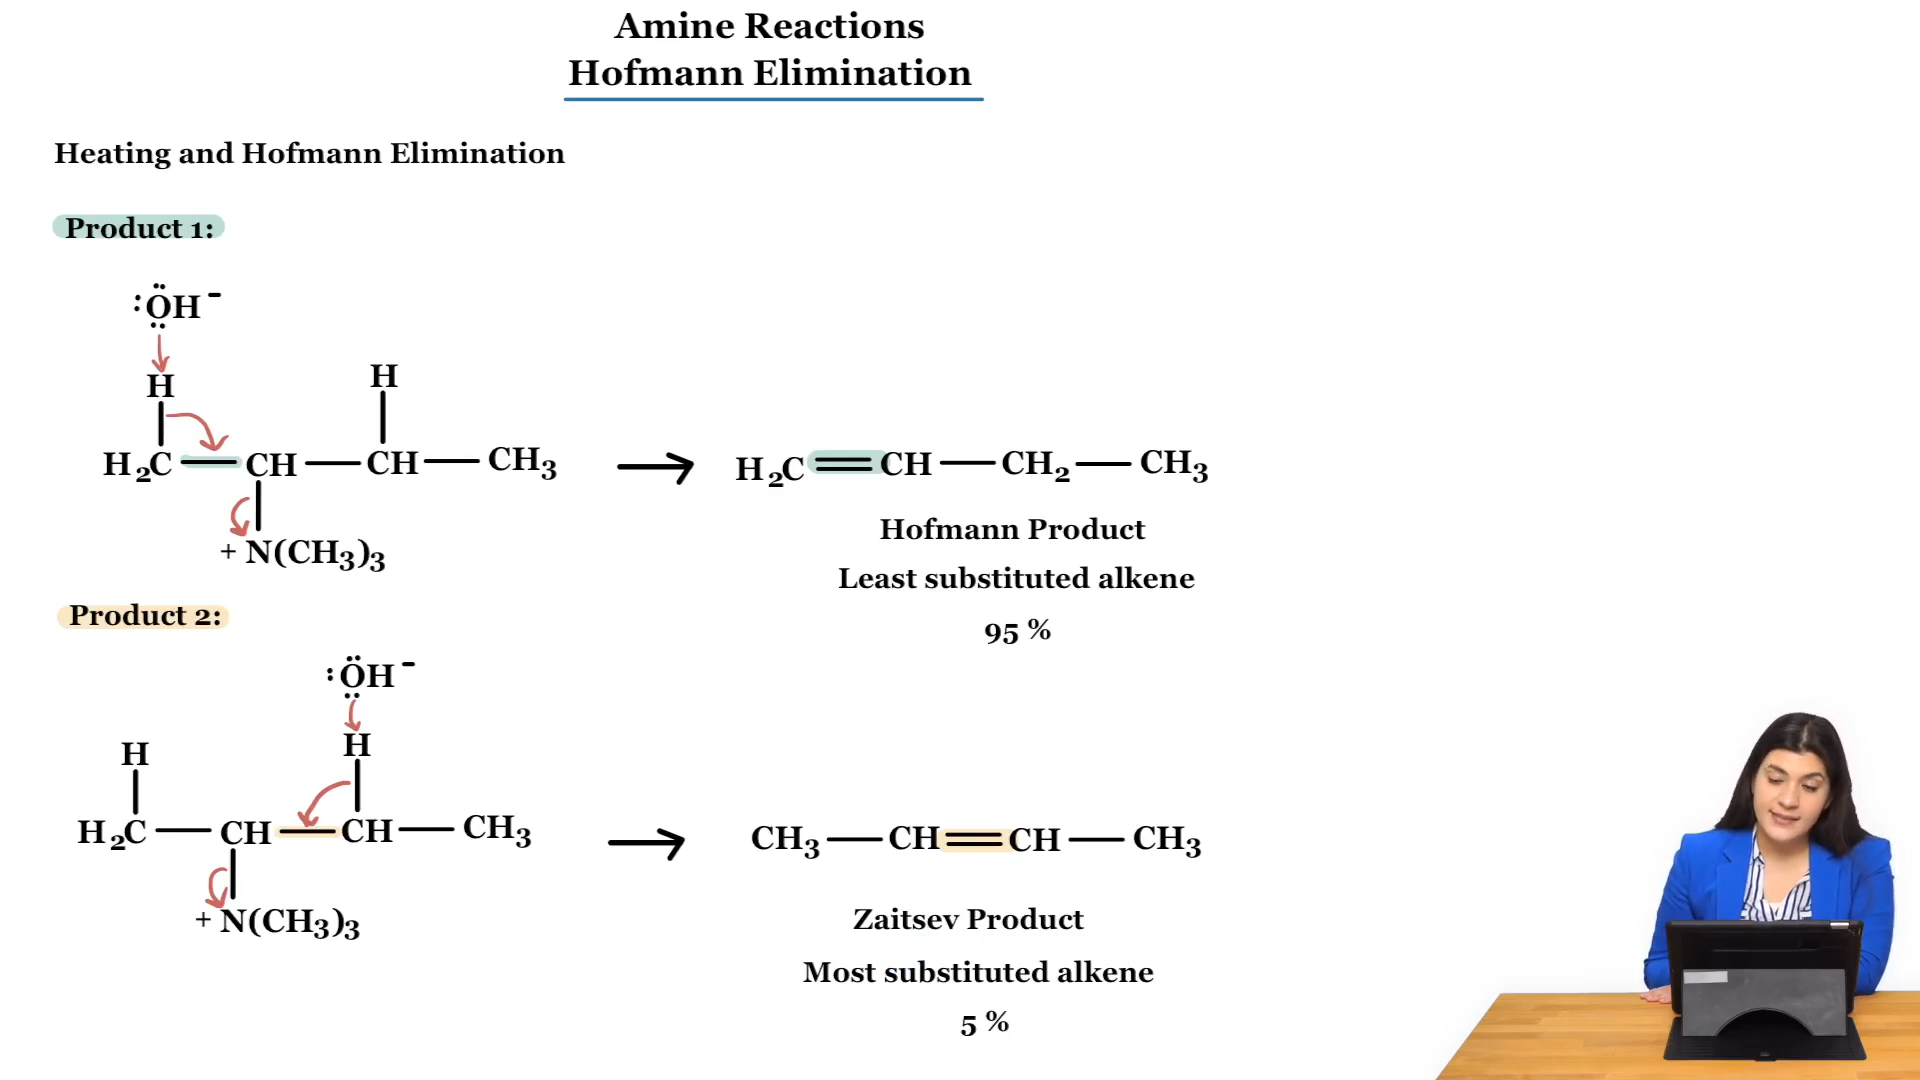 Amine Reactions
Hofmann Elimination
Heating and Hofmann Elimination
Product 1:
:ÖH⁻
H H
H₂C — CH — CH — CH₃ → H₂C = CH — CH₂ — CH₃
+ N(CH₃)₃
Hofmann Product
Least substituted alkene
95 %
Product 2:
:ÖH⁻
H H
H₂C — CH — CH — CH₃ → CH₃ — CH = CH — CH₃
+ N(CH₃)₃
Zaitsev Product
Most substituted alkene
5 %